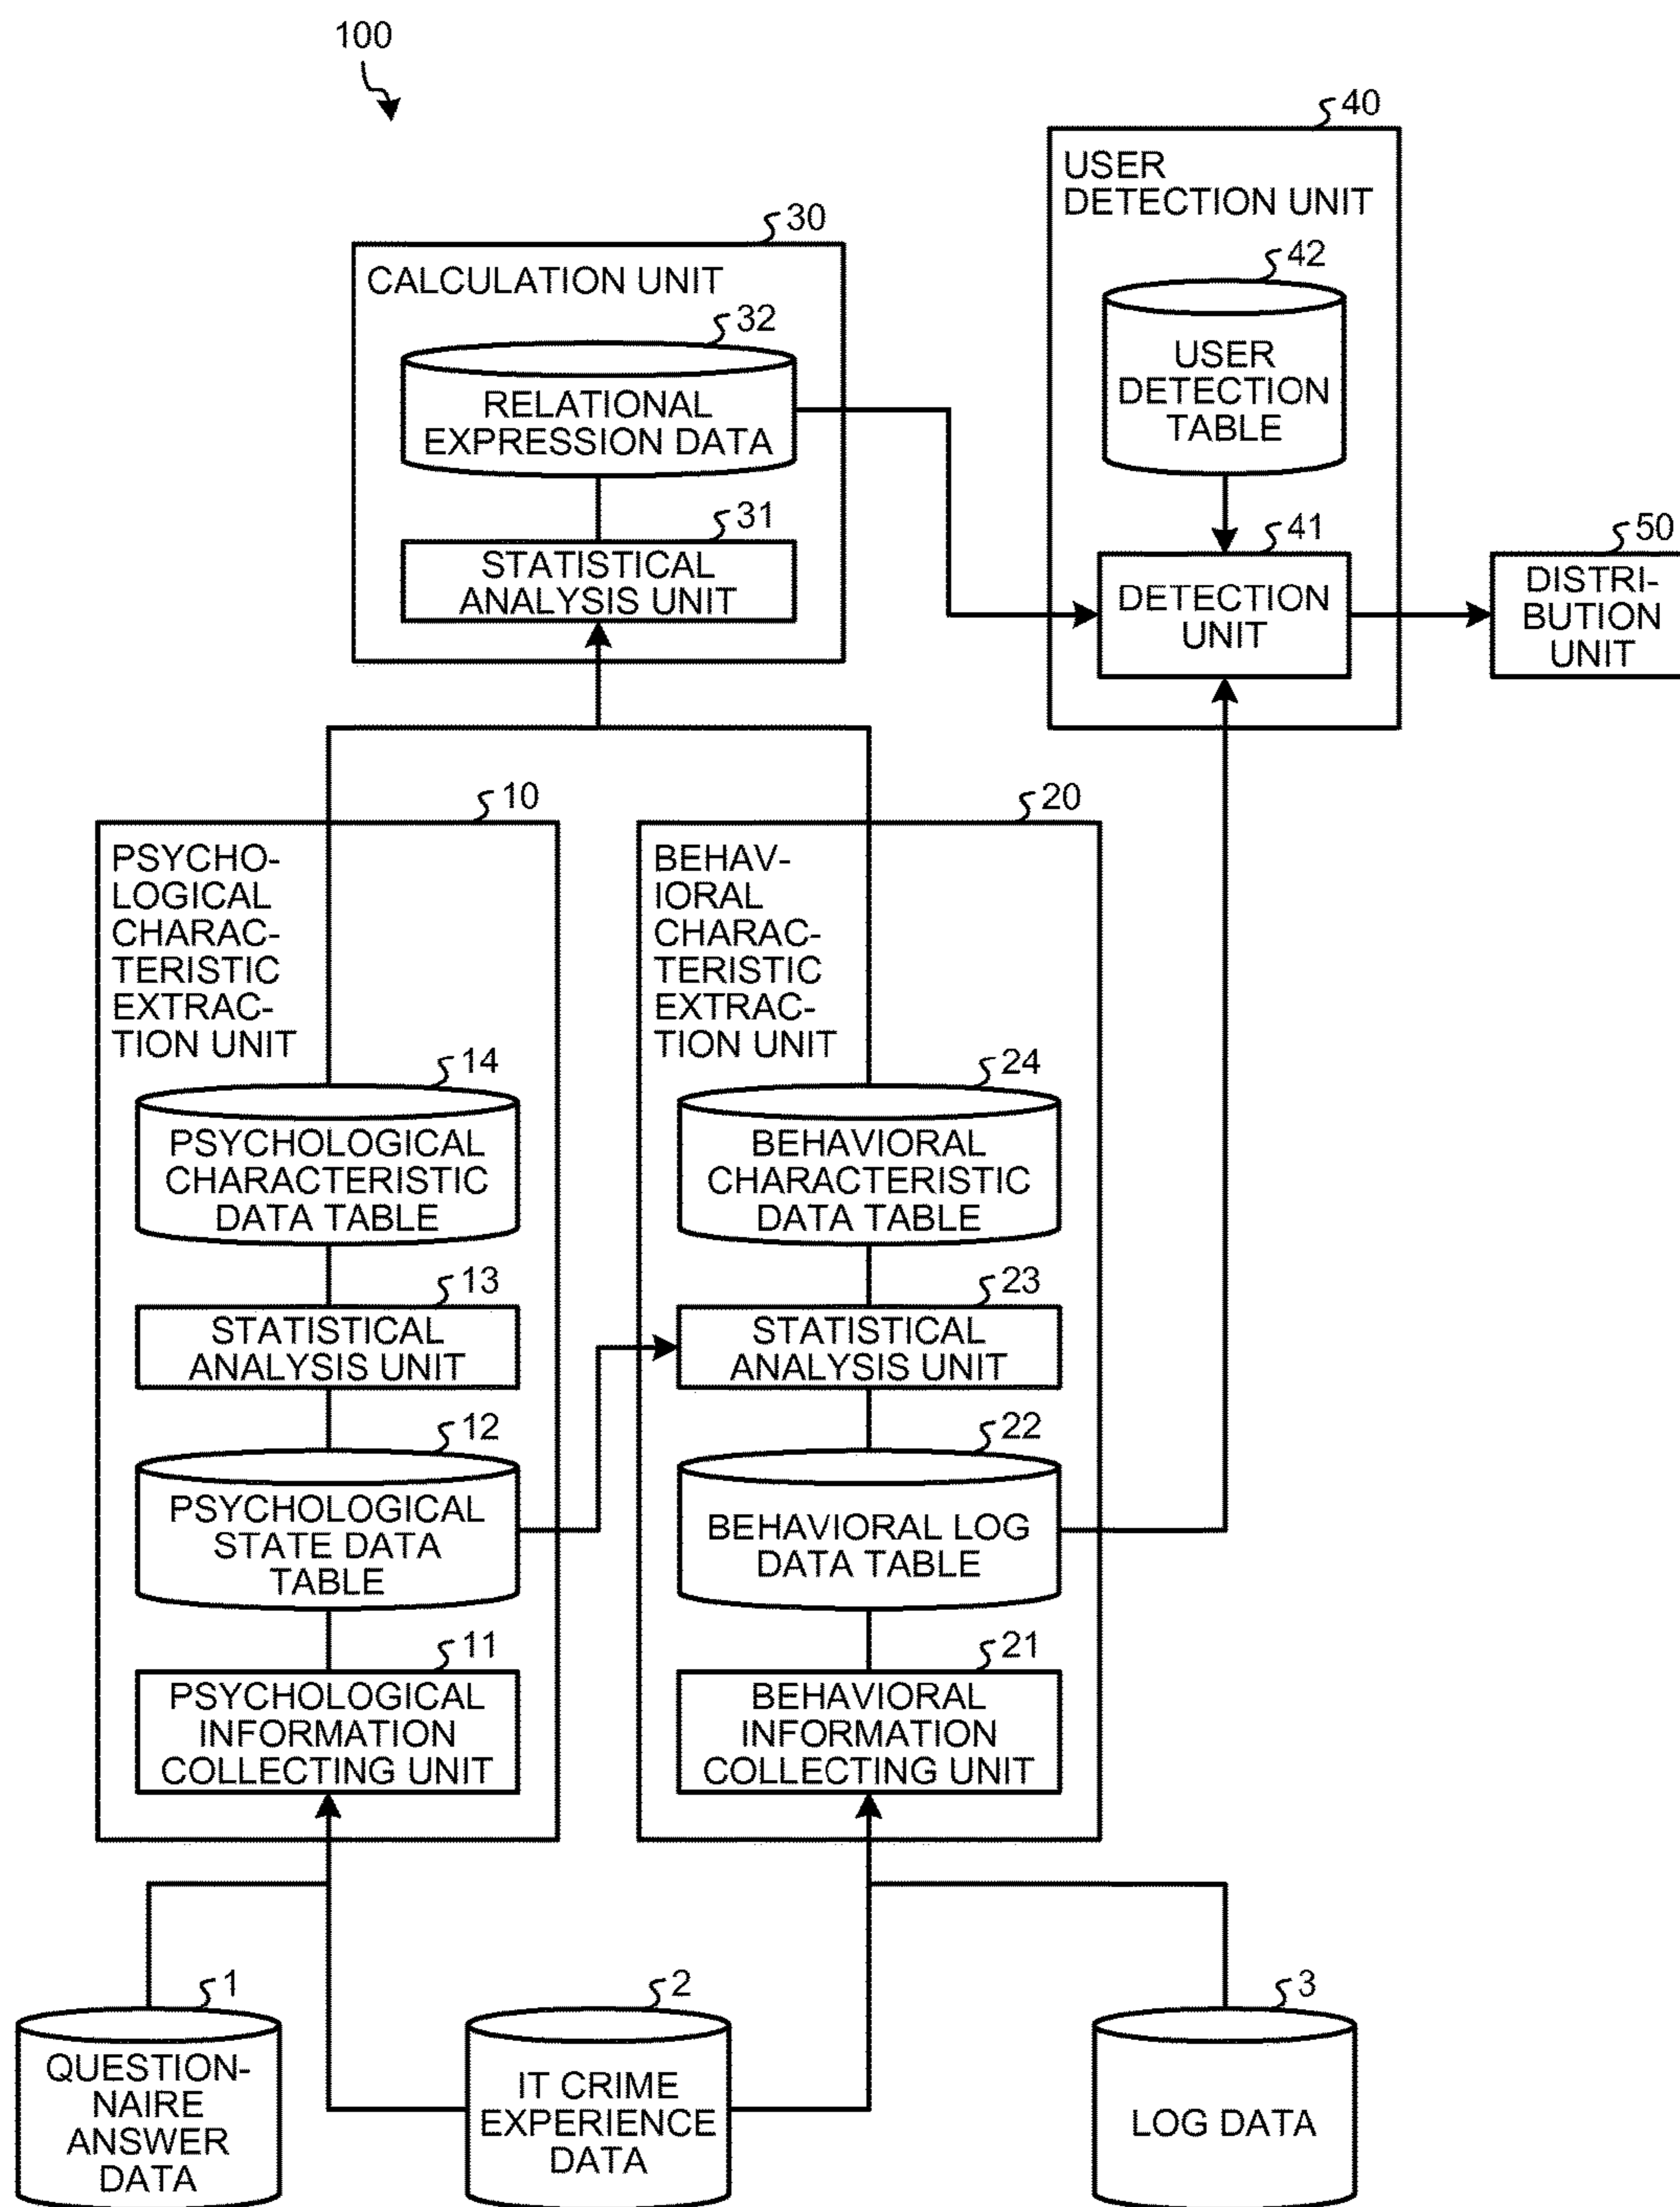 100
40
USER
DETECTION UNIT
42
USER
DETECTION
TABLE
41
DETECTION
UNIT
50
DISTRI-
BUTION
UNIT
30
CALCULATION UNIT
32
RELATIONAL
EXPRESSION DATA
31
STATISTICAL
ANALYSIS UNIT
10
PSYCHO-
LOGICAL
CHARAC-
TERISTIC
EXTRAC-
TION UNIT
14
PSYCHOLOGICAL
CHARACTERISTIC
DATA TABLE
13
STATISTICAL
ANALYSIS UNIT
12
PSYCHOLOGICAL
STATE DATA
TABLE
11
PSYCHOLOGICAL
INFORMATION
COLLECTING UNIT
20
BEHAV-
IORAL
CHARAC-
TERISTIC
EXTRAC-
TION UNIT
24
BEHAVIORAL
CHARACTERISTIC
DATA TABLE
23
STATISTICAL
ANALYSIS UNIT
22
BEHAVIORAL LOG
DATA TABLE
21
BEHAVIORAL
INFORMATION
COLLECTING UNIT
1
QUESTION-
NAIRE
ANSWER
DATA
2
IT CRIME
EXPERIENCE
DATA
3
LOG DATA